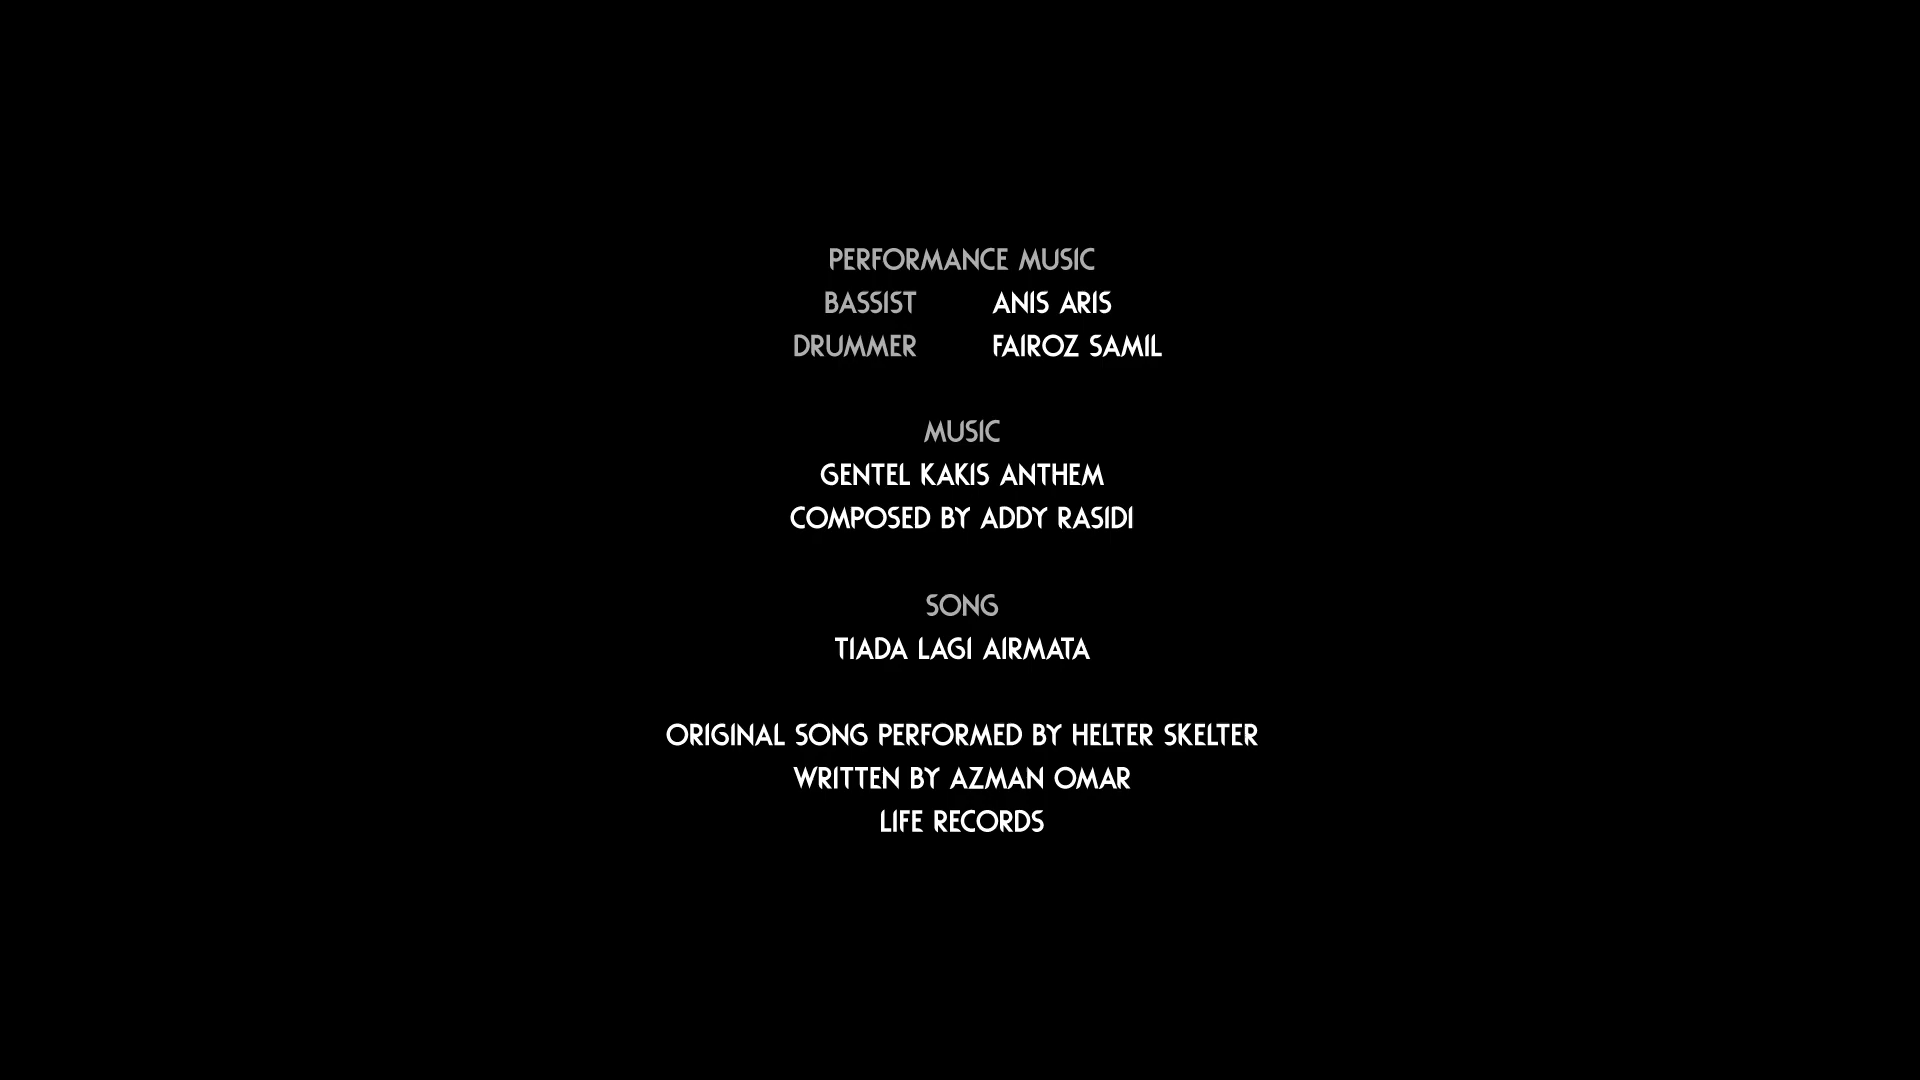 PERFORMANCE MUSIC
BASSIST ANIS ARIS
DRUMMER FAIROZ SAMIL
MUSIC
GENTEL KAKIS ANTHEM
COMPOSED BY ADDY RASIDI
SONG
TIADA LAGI AIRMATA
ORIGINAL SONG PERFORMED BY HELTER SKELTER
WRITTEN BY AZMAN OMAR
LIFE RECORDS